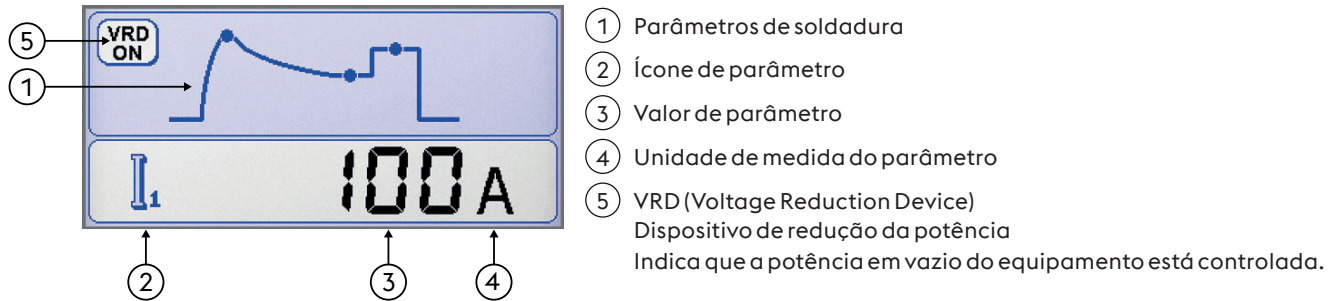 VRD
ON
5
1
I1
100 A
2
3
4
1 Parâmetros de soldadura
2 Ícone de parâmetro
3 Valor de parâmetro
4 Unidade de medida do parâmetro
5 VRD (Voltage Reduction Device)
Dispositivo de redução da potência
Indica que a potência em vazio do equipamento está controlada.